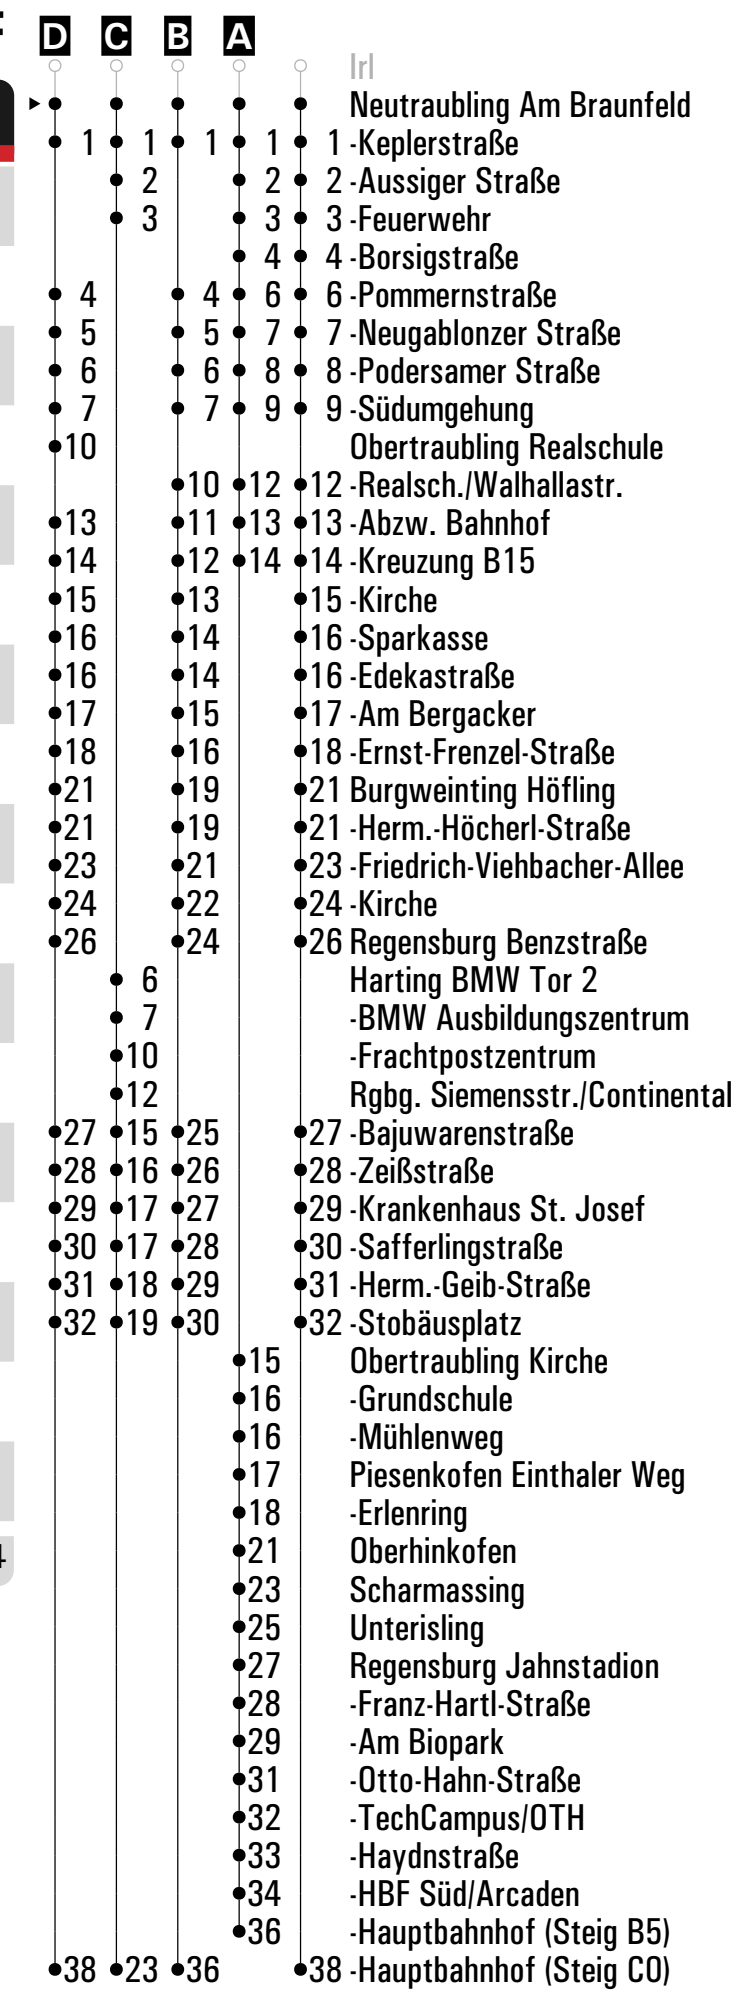 D C B A
Irl
Neutraubling Am Braunfeld
1 1 1 1 1 -Keplerstraße
2 2 2 -Aussiger Straße
3 3 3 -Feuerwehr
4 4 -Borsigstraße
4 4 6 6 -Pommernstraße
5 5 7 7 -Neugablonzer Straße
6 6 8 8 -Podersamer Straße
7 7 9 9 -Südumgehung
10 Obertraubling Realschule
10 12 12 -Realsch./Walhallastr.
13 11 13 13 -Abzw. Bahnhof
14 12 14 14 -Kreuzung B15
15 13 15 -Kirche
16 14 16 -Sparkasse
16 14 16 -Edekastraße
17 15 17 -Am Bergacker
18 16 18 -Ernst-Frenzel-Straße
21 19 21 Burgweinting Höfling
21 19 21 -Herm.-Höcherl-Straße
23 21 23 -Friedrich-Viehbacher-Allee
24 22 24 -Kirche
26 24 26 Regensburg Benzstraße
6 Harting BMW Tor 2
7 -BMW Ausbildungszentrum
10 -Frachtpostzentrum
12 Rgbg. Siemensstr./Continental
27 15 25 27 -Bajuwarenstraße
28 16 26 28 -Zeißstraße
29 17 27 29 -Krankenhaus St. Josef
30 17 28 30 -Safferlingstraße
31 18 29 31 -Herm.-Geib-Straße
32 19 30 32 -Stobäusplatz
15 Obertraubling Kirche
16 -Grundschule
16 -Mühlenweg
17 Piesenkofen Einthaler Weg
18 -Erlenring
21 Oberhinkofen
23 Scharmassing
25 Unterisling
27 Regensburg Jahnstadion
28 -Franz-Hartl-Straße
29 -Am Biopark
31 -Otto-Hahn-Straße
32 -TechCampus/OTH
33 -Haydnstraße
34 -HBF Süd/Arcaden
36 -Hauptbahnhof (Steig B5)
38 23 36 38 -Hauptbahnhof (Steig C0)